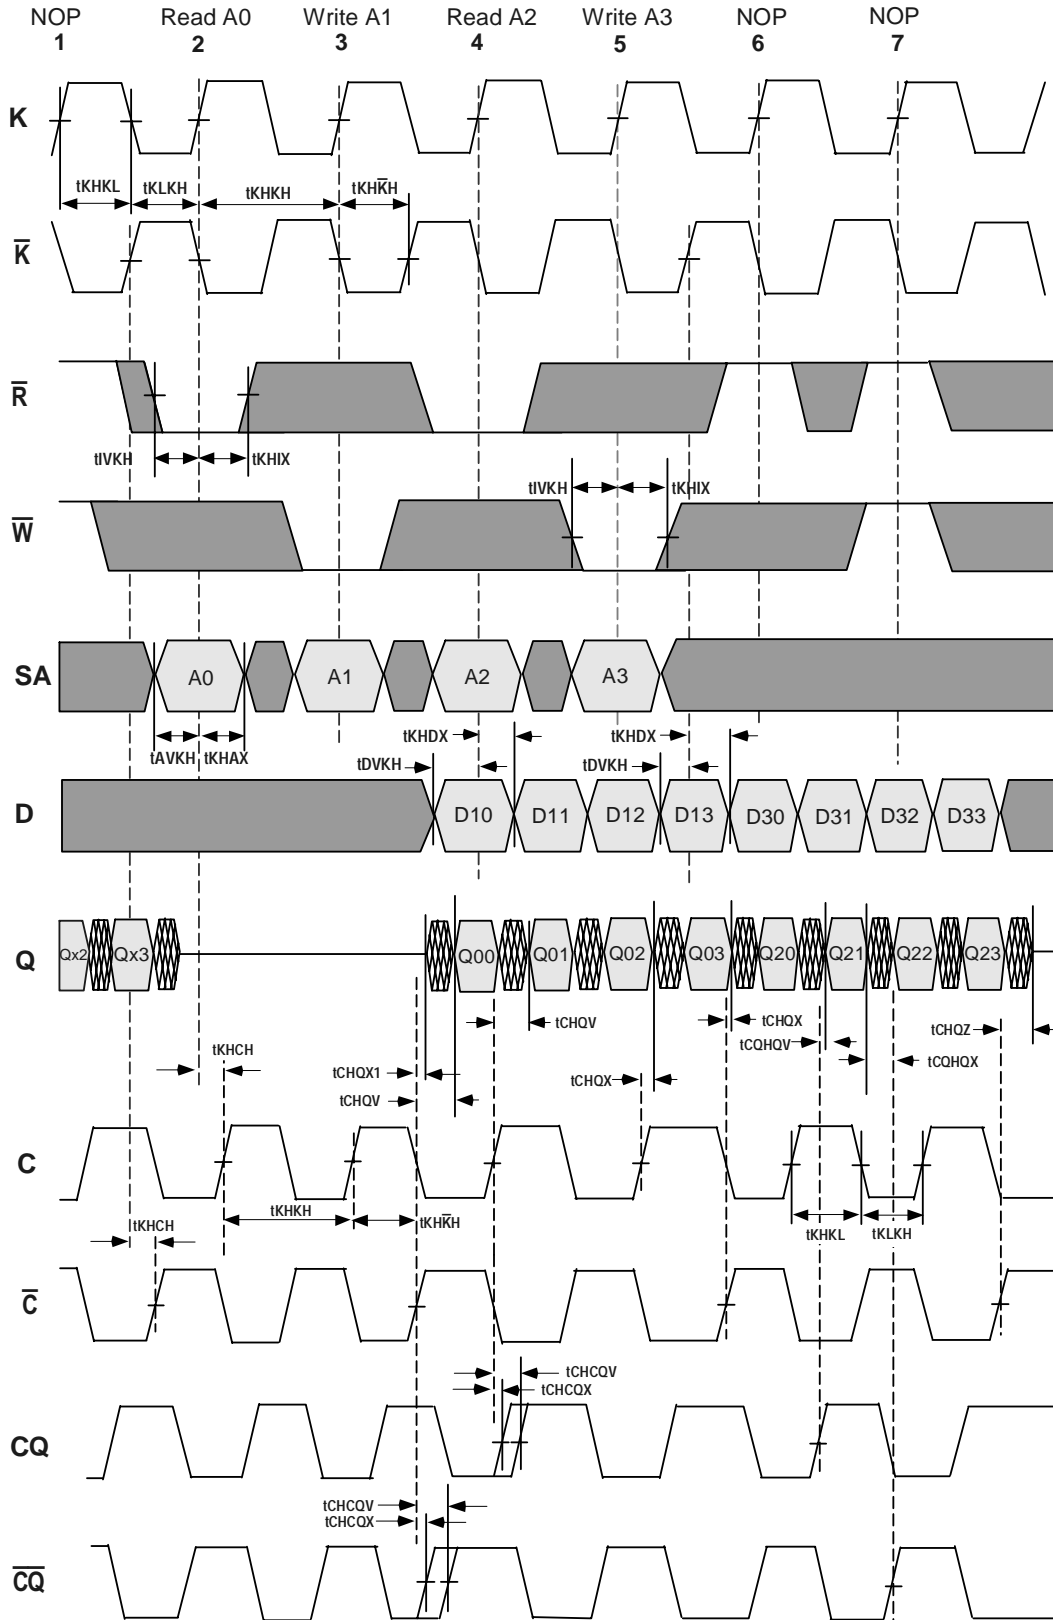 NOP Read A0 Write A1 Read A2 Write A3 NOP NOP
1 2 3 4 5 6 7
K
tKHKL tKLKH tKHKH tKHK̅H
K̅
R̅
tIVKH tKHIX
tIVKH tKHIX
W̅
SA A0 A1 A2 A3
tAVKH tKHAX
tKHDX tKHDX
tDVKH tDVKH
D D10 D11 D12 D13 D30 D31 D32 D33
Q Qx2 Qx3 Q00 Q01 Q02 Q03 Q20 Q21 Q22 Q23
tCHQV tCHQX tCHQZ
tCQHQV
tKHCH tCHQX1 tCHQX tCQHQX
tCHQV
C
tKHKH tKHK̅H tKHKL tKLKH
tKHCH
C̅
tCHCQV
tCHCQX
CQ
tCHCQV
tCHCQX
C̅Q̅